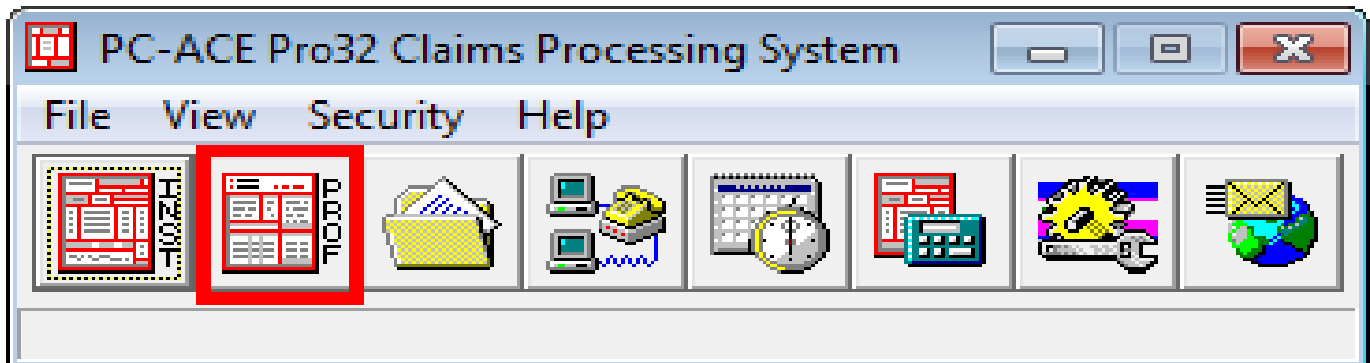 PC-ACE Pro32 Claims Processing System
File View Security Help
INST PROF